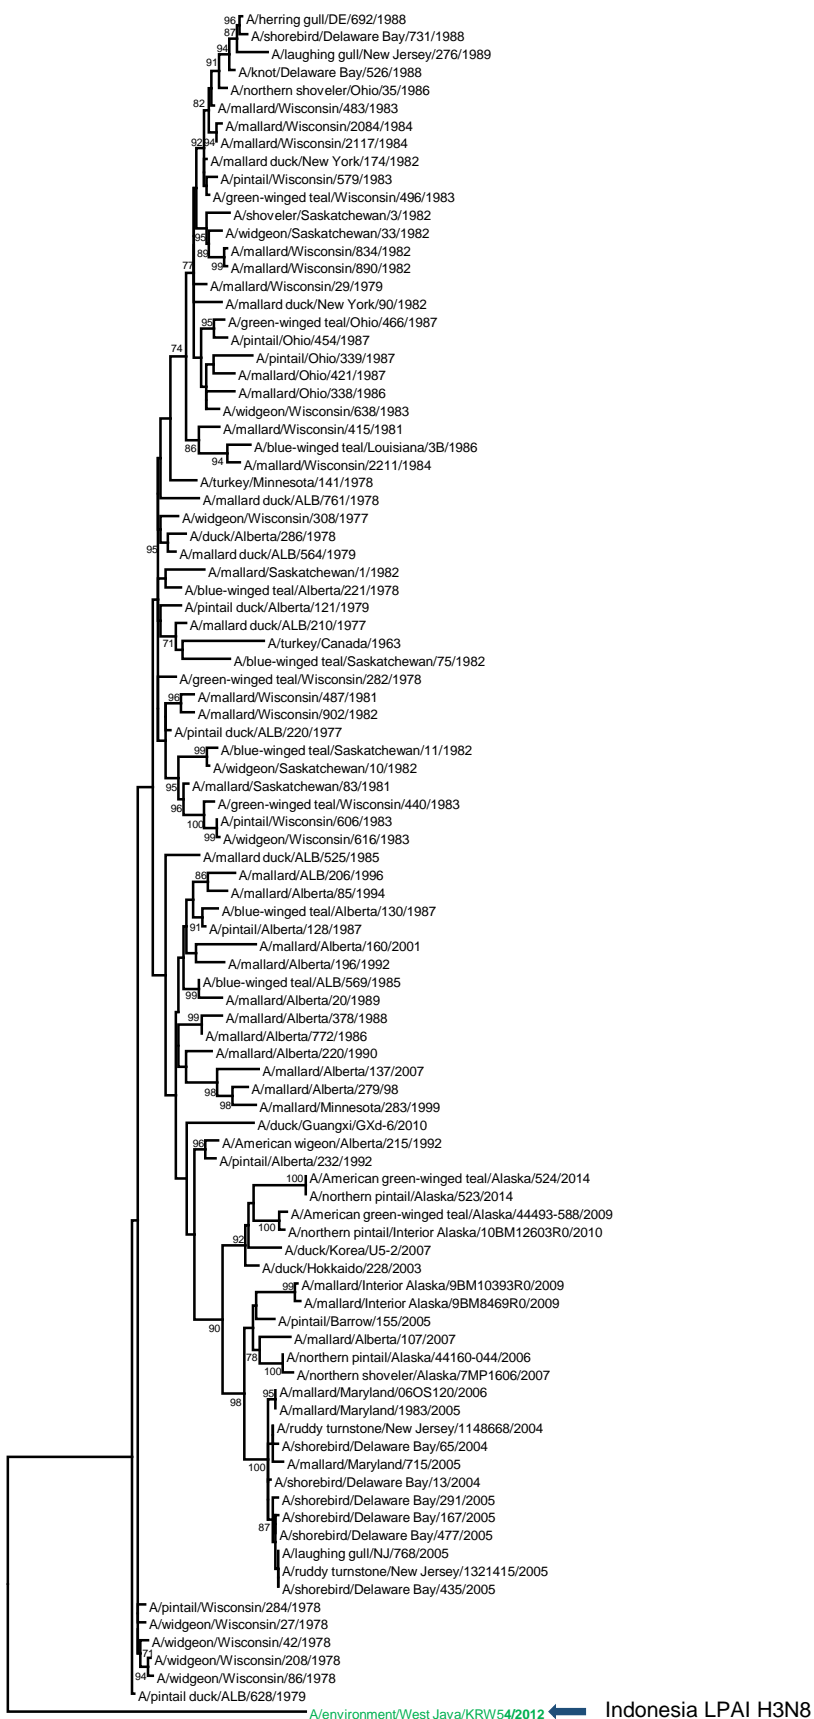 96 A/herring gull/DE/692/1988
87 A/shorebird/Delaware Bay/731/1988
94 A/laughing gull/New Jersey/276/1989
91 A/knot/Delaware Bay/526/1988
A/northern shoveler/Ohio/35/1986
82 A/mallard/Wisconsin/483/1983
A/mallard/Wisconsin/2084/1984
92 94 A/mallard/Wisconsin/2117/1984
A/mallard duck/New York/174/1982
A/pintail/Wisconsin/579/1983
A/green-winged teal/Wisconsin/496/1983
A/shoveler/Saskatchewan/3/1982
95 A/widgeon/Saskatchewan/33/1982
89 A/mallard/Wisconsin/834/1982
77 99 A/mallard/Wisconsin/890/1982
A/mallard/Wisconsin/29/1979
A/mallard duck/New York/90/1982
95 A/green-winged teal/Ohio/466/1987
A/pintail/Ohio/454/1987
74 A/pintail/Ohio/339/1987
A/mallard/Ohio/421/1987
A/mallard/Ohio/338/1986
A/widgeon/Wisconsin/638/1983
A/mallard/Wisconsin/415/1981
86 A/blue-winged teal/Louisiana/3B/1986
94 A/mallard/Wisconsin/2211/1984
A/turkey/Minnesota/141/1978
A/mallard duck/ALB/761/1978
A/widgeon/Wisconsin/308/1977
A/duck/Alberta/286/1978
95 A/mallard duck/ALB/564/1979
A/mallard/Saskatchewan/1/1982
A/blue-winged teal/Alberta/221/1978
A/pintail duck/Alberta/121/1979
A/mallard duck/ALB/210/1977
71 A/turkey/Canada/1963
A/blue-winged teal/Saskatchewan/75/1982
A/green-winged teal/Wisconsin/282/1978
96 A/mallard/Wisconsin/487/1981
A/mallard/Wisconsin/902/1982
A/pintail duck/ALB/220/1977
99 A/blue-winged teal/Saskatchewan/11/1982
A/widgeon/Saskatchewan/10/1982
95 A/mallard/Saskatchewan/83/1981
96 A/green-winged teal/Wisconsin/440/1983
100 A/pintail/Wisconsin/606/1983
99 A/widgeon/Wisconsin/616/1983
A/mallard duck/ALB/525/1985
86 A/mallard/ALB/206/1996
A/mallard/Alberta/85/1994
A/blue-winged teal/Alberta/130/1987
91 A/pintail/Alberta/128/1987
A/mallard/Alberta/160/2001
A/mallard/Alberta/196/1992
A/blue-winged teal/ALB/569/1985
99 A/mallard/Alberta/20/1989
99 A/mallard/Alberta/378/1988
A/mallard/Alberta/772/1986
A/mallard/Alberta/220/1990
A/mallard/Alberta/137/2007
98 A/mallard/Alberta/279/98
98 A/mallard/Minnesota/283/1999
A/duck/Guangxi/GXd-6/2010
96 A/American wigeon/Alberta/215/1992
A/pintail/Alberta/232/1992
100 A/American green-winged teal/Alaska/524/2014
A/northern pintail/Alaska/523/2014
A/American green-winged teal/Alaska/44493-588/2009
100 A/northern pintail/Interior Alaska/10BM12603R0/2010
92 A/duck/Korea/U5-2/2007
A/duck/Hokkaido/228/2003
99 A/mallard/Interior Alaska/9BM10393R0/2009
A/mallard/Interior Alaska/9BM8469R0/2009
90 A/pintail/Barrow/155/2005
A/mallard/Alberta/107/2007
78 A/northern pintail/Alaska/44160-044/2006
100 A/northern shoveler/Alaska/7MP1606/2007
98 95 A/mallard/Maryland/06OS120/2006
A/mallard/Maryland/1983/2005
A/ruddy turnstone/New Jersey/1148668/2004
A/shorebird/Delaware Bay/65/2004
100 A/mallard/Maryland/715/2005
A/shorebird/Delaware Bay/13/2004
A/shorebird/Delaware Bay/291/2005
A/shorebird/Delaware Bay/167/2005
87 A/shorebird/Delaware Bay/477/2005
A/laughing gull/NJ/768/2005
A/ruddy turnstone/New Jersey/1321415/2005
A/shorebird/Delaware Bay/435/2005
A/pintail/Wisconsin/284/1978
A/widgeon/Wisconsin/27/1978
A/widgeon/Wisconsin/42/1978
71 A/widgeon/Wisconsin/208/1978
94 A/widgeon/Wisconsin/86/1978
A/pintail duck/ALB/628/1979
A/environment/West Java/KRW54/2012 Indonesia LPAI H3N8